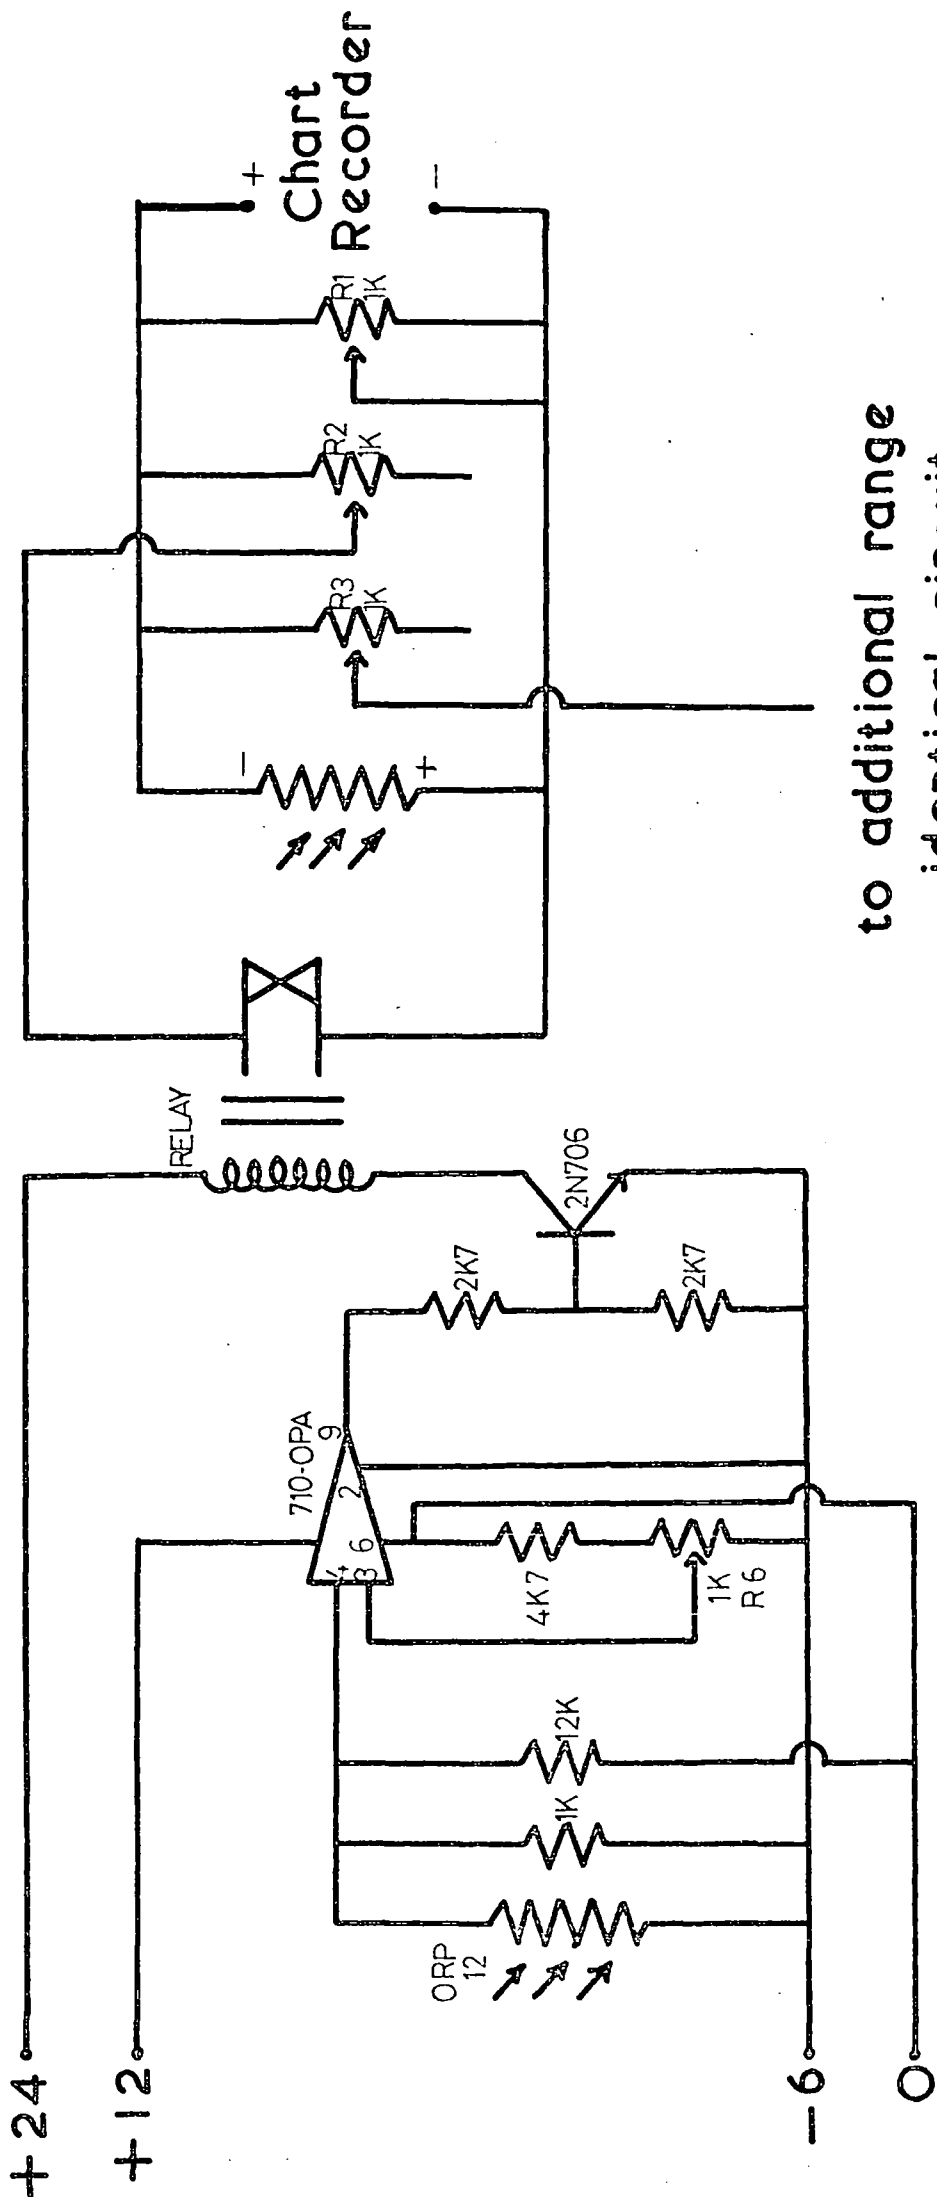 +24
+12
-6
0
ORP
12
1K
12K
4K7
1K
R6
710-OPA
4
3
6
2
9
2K7
2K7
2N706
RELAY
-
+
R3
1K
R2
1K
R1
1K
+
Chart
Recorder
-
to additional range